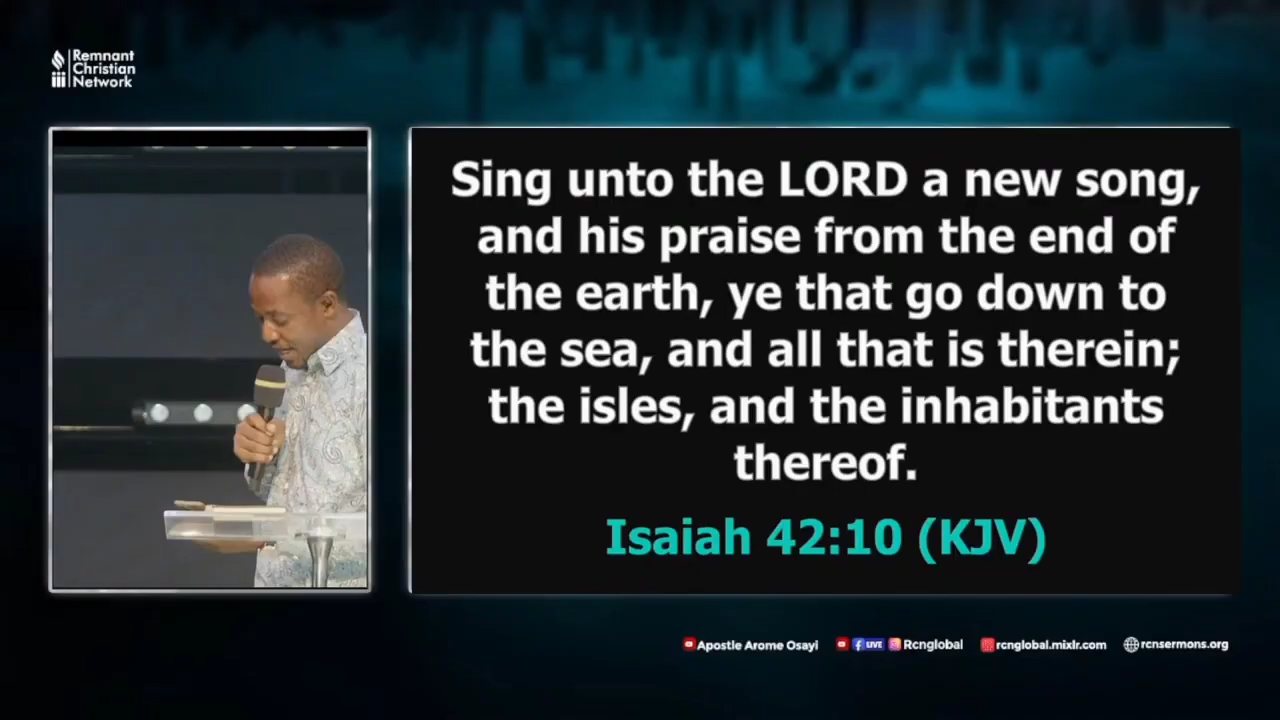 Remnant
Christian
Network
Sing unto the LORD a new song,
and his praise from the end of
the earth, ye that go down to
the sea, and all that is therein;
the isles, and the inhabitants
thereof.
Isaiah 42:10 (KJV)
Apostle Arome Osayi
LIVE Rcnglobal
rcnglobal.mixlr.com
rcnsermons.org